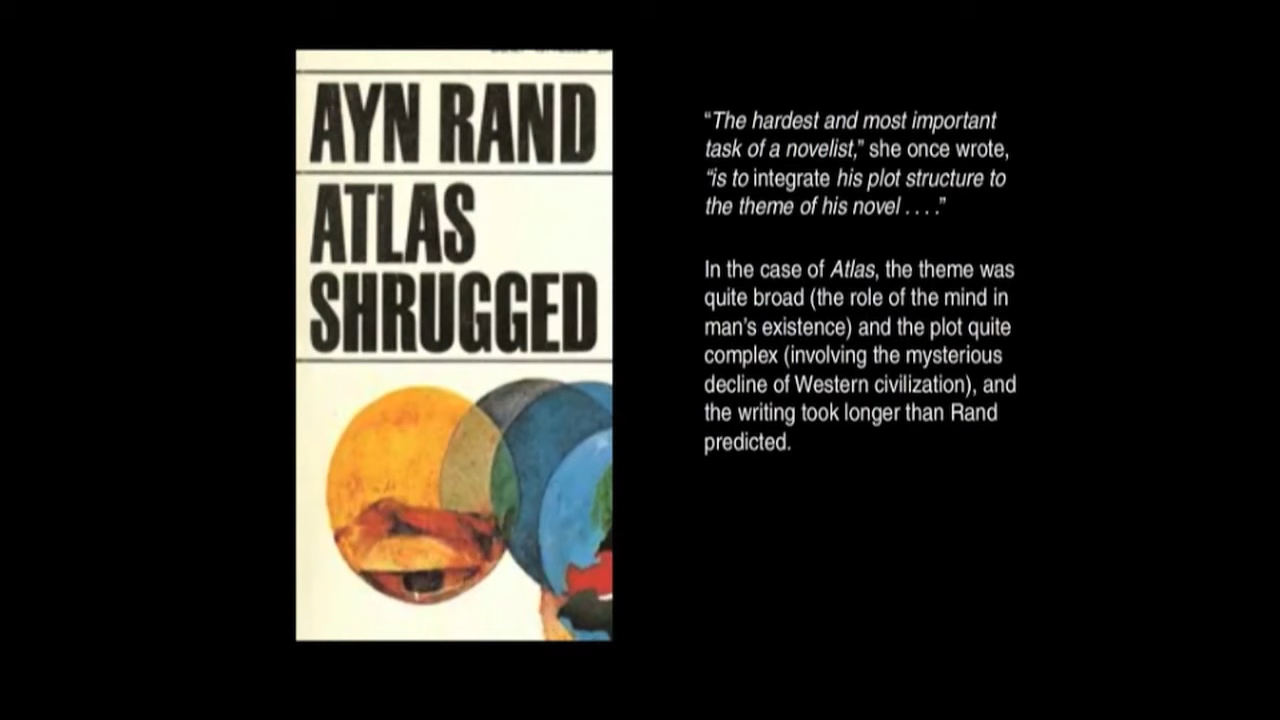 AYN RAND
ATLAS
SHRUGGED
“The hardest and most important
task of a novelist,” she once wrote,
“is to integrate his plot structure to
the theme of his novel . . . .”
In the case of Atlas, the theme was
quite broad (the role of the mind in
man’s existence) and the plot quite
complex (involving the mysterious
decline of Western civilization), and
the writing took longer than Rand
predicted.